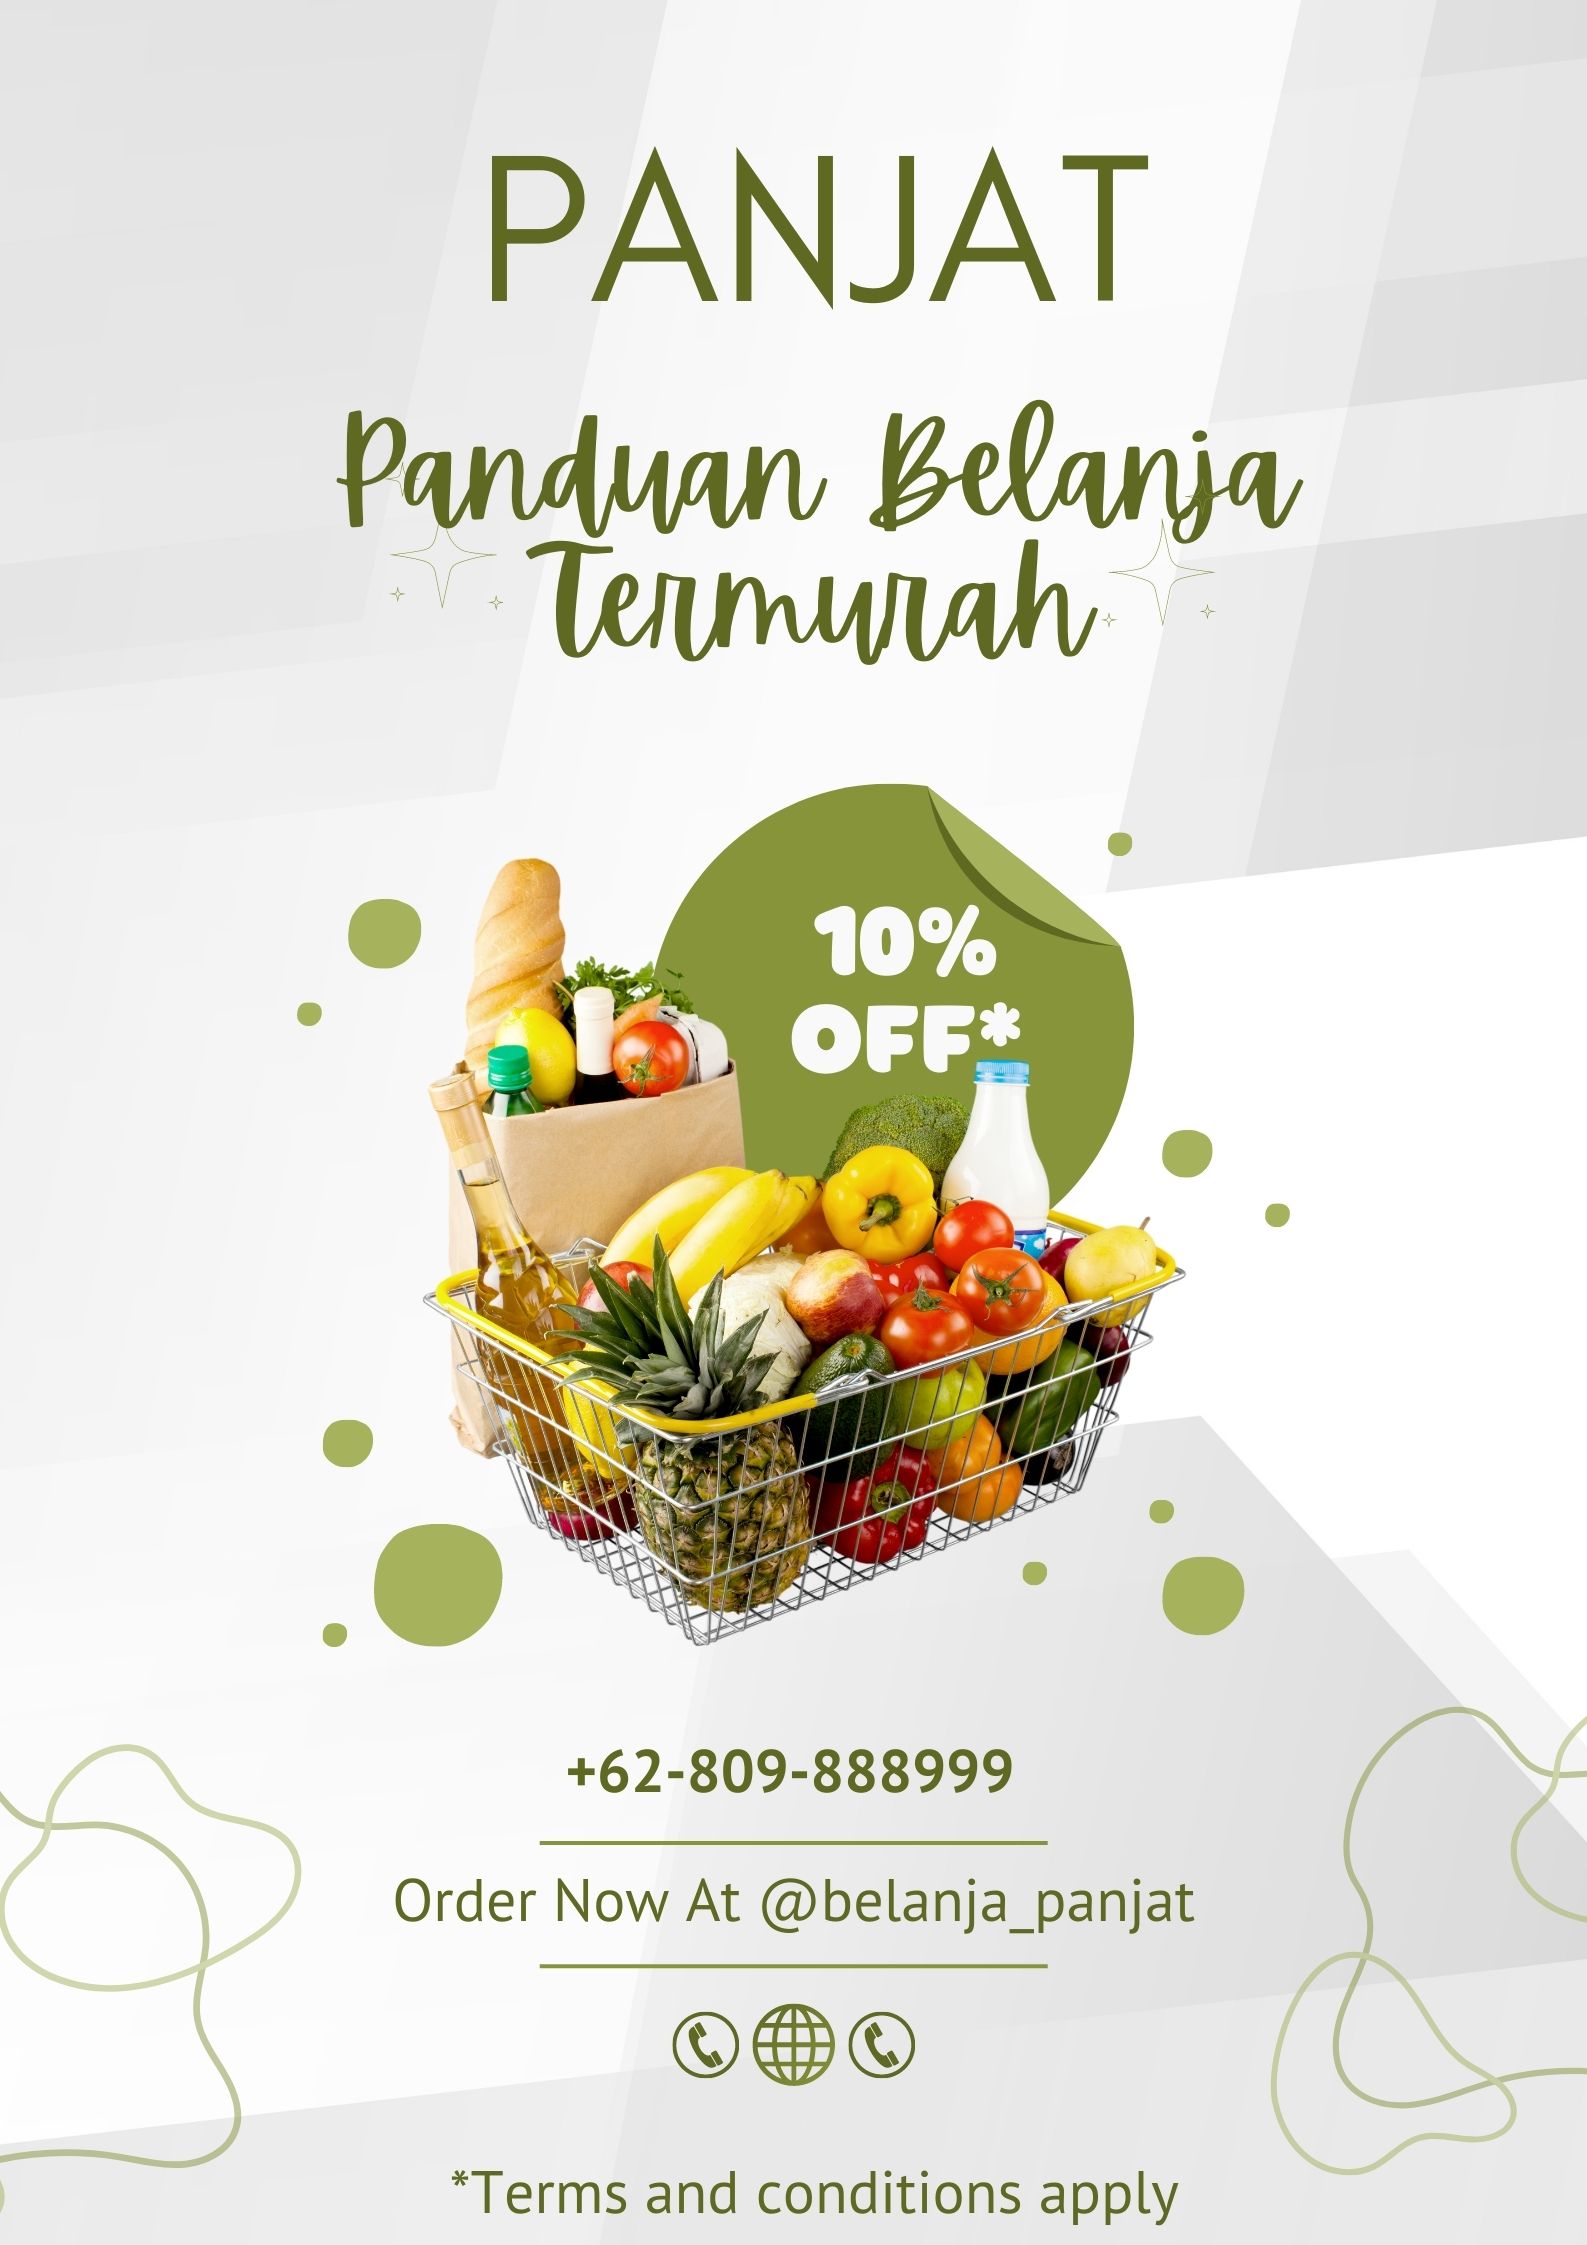 PANJAT
Panduan Belanja
Termurah
10%
OFF*
+62-809-888999
Order Now At @belanja_panjat
*Terms and conditions apply